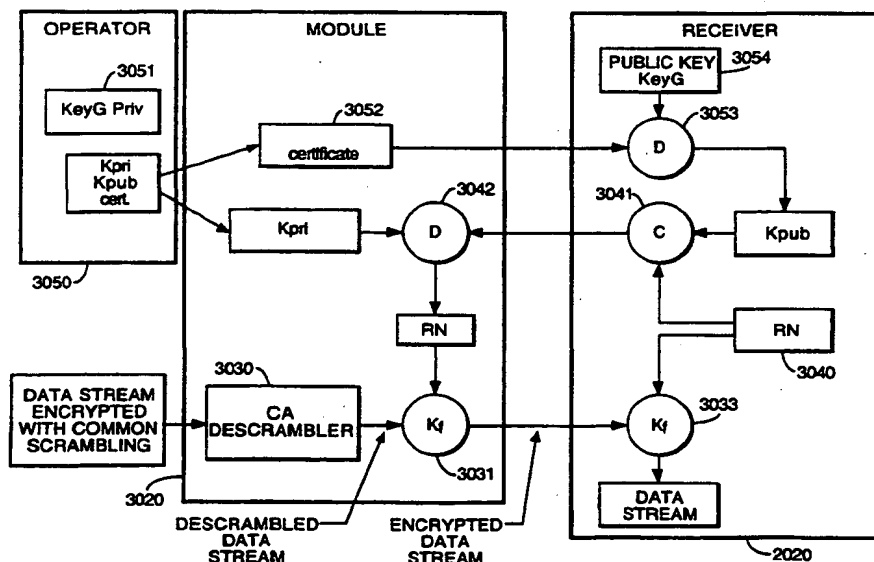 OPERATOR
3051
KeyG Priv
Kpri
Kpub
cert.
3050
MODULE
3052
certificate
3042
D
Kpri
RN
3030
CA
DESCRAMBLER
Kf
3031
3020
DATA STREAM
ENCRYPTED
WITH COMMON
SCRAMBLING
DESCRAMBLED
DATA
STREAM
ENCRYPTED
DATA
STREAM
RECEIVER
PUBLIC KEY
KeyG
3054
3053
D
3041
C
Kpub
RN
3040
Kf
3033
DATA
STREAM
2020